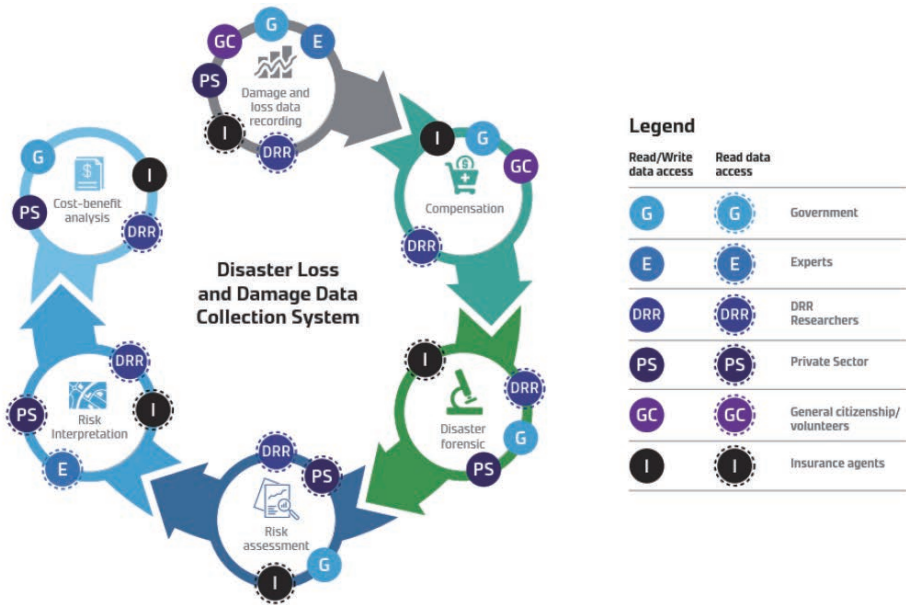 G
GC
E
PS
Damage and
loss data
recording
I
DRR
I
G
GC
Compensation
DRR
I
DRR
Disaster
forensic
G
PS
DRR
PS
Risk
assessment
G
I
DRR
I
PS
Risk
Interpretation
E
G
I
$
Cost-benefit
analysis
PS
DRR
Disaster Loss
and Damage Data
Collection System
Legend
Read/Write
data access
Read data
access
G G Government
E E Experts
DRR DRR DRR
Researchers
PS PS Private Sector
GC GC General citizenship/
volunteers
I I Insurance agents